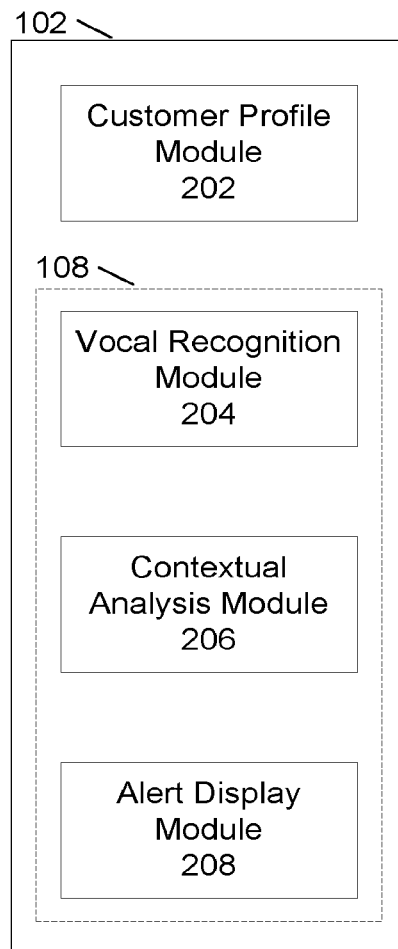 102
Customer Profile
Module
202
108
Vocal Recognition
Module
204
Contextual
Analysis Module
206
Alert Display
Module
208